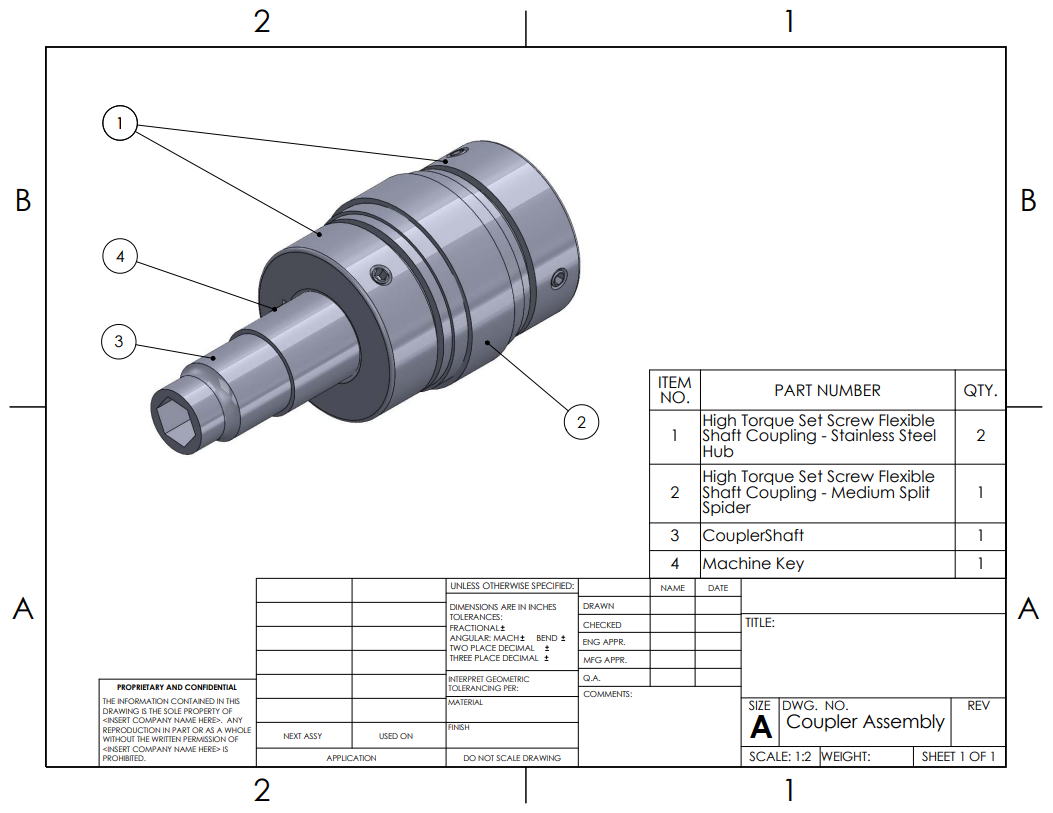 2
1
B
B
A
A
1
4
3
2
ITEM NO.
PART NUMBER
QTY.
1
High Torque Set Screw Flexible
Shaft Coupling - Stainless Steel
Hub
2
2
High Torque Set Screw Flexible
Shaft Coupling - Medium Split
Spider
1
3
CouplerShaft
1
4
Machine Key
1
UNLESS OTHERWISE SPECIFIED:
DIMENSIONS ARE IN INCHES
TOLERANCES:
FRACTIONAL±
ANGULAR: MACH± BEND ±
TWO PLACE DECIMAL ±
THREE PLACE DECIMAL ±
INTERPRET GEOMETRIC
TOLERANCING PER:
MATERIAL
FINISH
DO NOT SCALE DRAWING
NAME
DATE
DRAWN
CHECKED
ENG APPR.
MFG APPR.
Q.A.
COMMENTS:
TITLE:
SIZE
A
DWG. NO.
Coupler Assembly
REV
SCALE: 1:2
WEIGHT:
SHEET 1 OF 1
PROPRIETARY AND CONFIDENTIAL
THE INFORMATION CONTAINED IN THIS
DRAWING IS THE SOLE PROPERTY OF
<INSERT COMPANY NAME HERE>. ANY
REPRODUCTION IN PART OR AS A WHOLE
WITHOUT THE WRITTEN PERMISSION OF
<INSERT COMPANY NAME HERE> IS
PROHIBITED.
NEXT ASSY
USED ON
APPLICATION
2
1